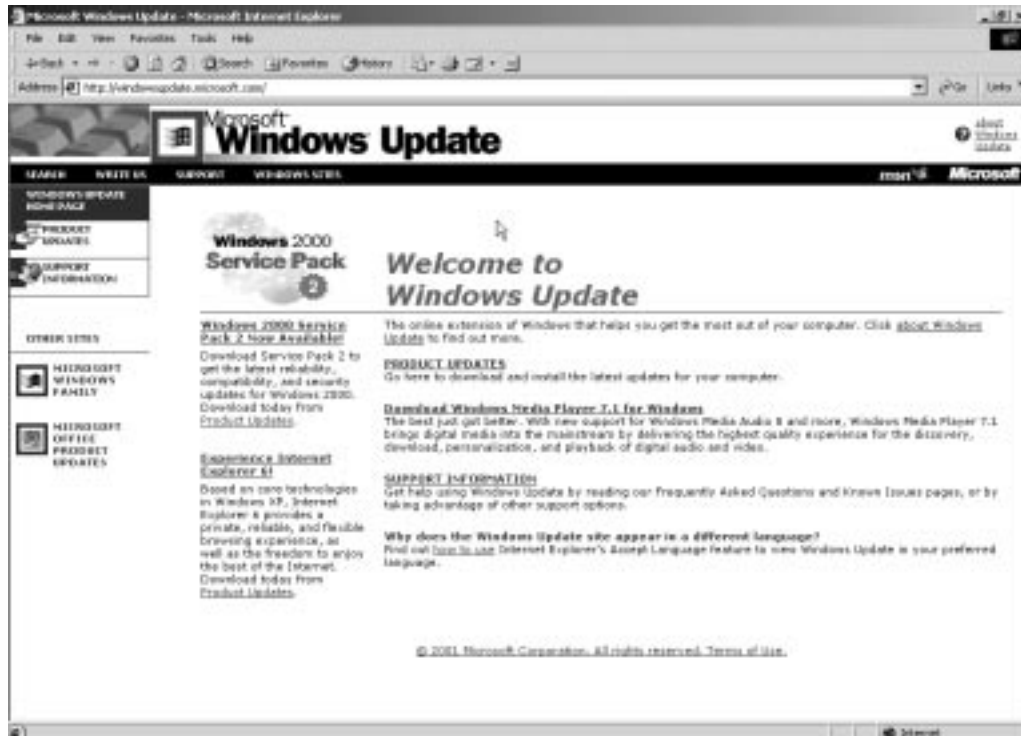 Microsoft Windows Update - Microsoft Internet Explorer
File Edit View Favorites Tools Help
Back Search Favorites History
Address http://windowsupdate.microsoft.com/ Go Links
Microsoft
Windows Update
about
Windows
Update
SEARCH WRITE US SUPPORT WINDOWS SITES msn Microsoft
WINDOWS UPDATE
HOME PAGE
PRODUCT
UPDATES
SUPPORT
INFORMATION
OTHER SITES
MICROSOFT
WINDOWS
FAMILY
MICROSOFT
OFFICE
PRODUCT
UPDATES
Windows 2000
Service Pack
2
Windows 2000 Service
Pack 2 Now Available!
Download Service Pack 2 to
get the latest reliability,
compatibility, and security
updates for Windows 2000.
Download today from
Product Updates.
Experience Internet
Explorer 6!
Based on core technologies
in Windows XP, Internet
Explorer 6 provides a
private, reliable, and flexible
browsing experience, as
well as the freedom to enjoy
the best of the Internet.
Download today from
Product Updates.
Welcome to
Windows Update
The online extension of Windows that helps you get the most out of your computer. Click about Windows
Update to find out more.
PRODUCT UPDATES
Go here to download and install the latest updates for your computer.
Download Windows Media Player 7.1 for Windows
The best just got better. With new support for Windows Media Audio 8 and more, Windows Media Player 7.1
brings digital media into the mainstream by delivering the highest quality experience for the discovery,
download, personalization, and playback of digital audio and video.
SUPPORT INFORMATION
Get help using Windows Update by reading our Frequently Asked Questions and Known Issues pages, or by
taking advantage of other support options.
Why does the Windows Update site appear in a different language?
Find out how to use Internet Explorer's Accept Language feature to view Windows Update in your preferred
language.
© 2001 Microsoft Corporation. All rights reserved. Terms of Use.
Internet